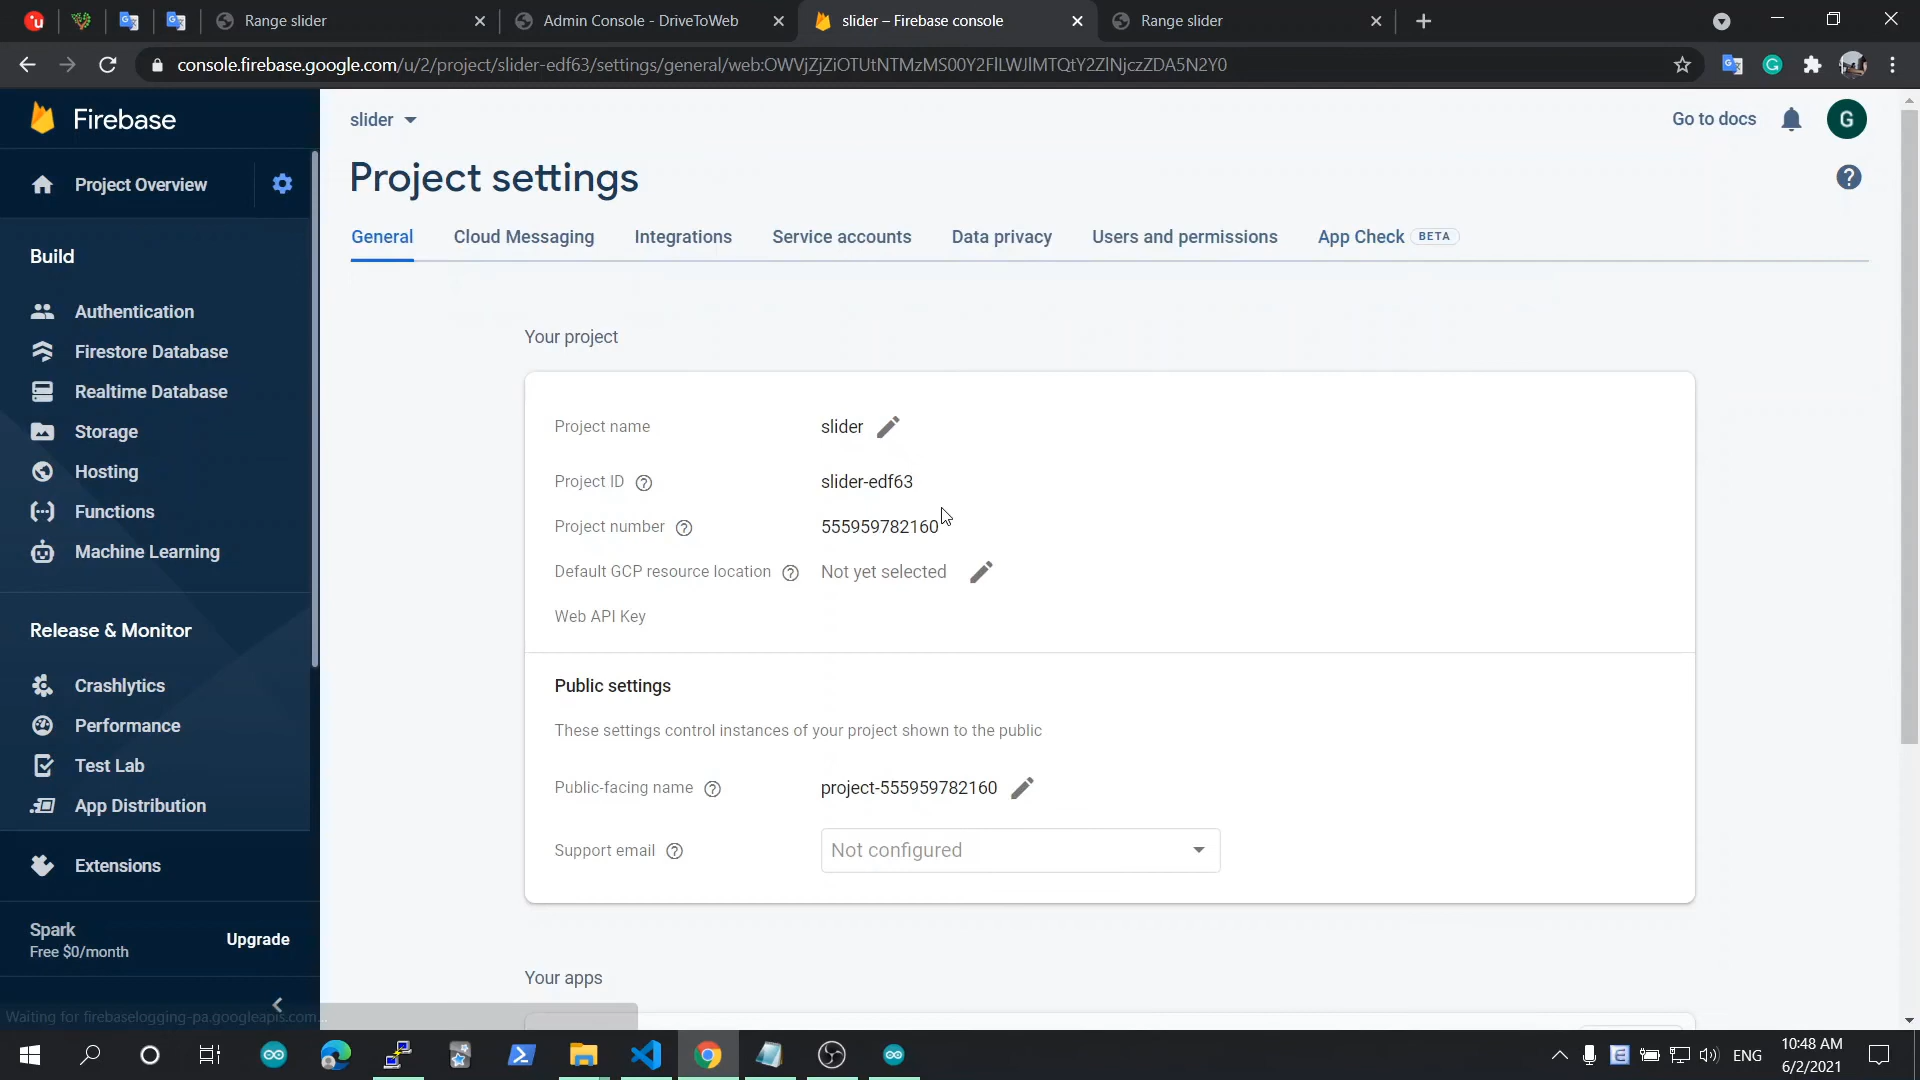 Range slider
Admin Console - DriveToWeb
slider – Firebase console
Range slider
console.firebase.google.com/u/2/project/slider-edf63/settings/general/web:OWVjZjZiOTUtNTMzMS00Y2FlLWJlMTQtY2ZlNjczZDA5N2Y0
Firebase
slider
Go to docs
G
Project Overview
Project settings
General
Cloud Messaging
Integrations
Service accounts
Data privacy
Users and permissions
App Check BETA
Build
Authentication
Firestore Database
Realtime Database
Storage
Hosting
Functions
Machine Learning
Release & Monitor
Crashlytics
Performance
Test Lab
App Distribution
Extensions
Spark
Free $0/month
Upgrade
Your project
Project name
slider
Project ID
slider-edf63
Project number
555959782160
Default GCP resource location
Not yet selected
Web API Key
Public settings
These settings control instances of your project shown to the public
Public-facing name
project-555959782160
Support email
Not configured
Your apps
Waiting for firebaselogging-pa.googleapis.com...
ENG
10:48 AM
6/2/2021